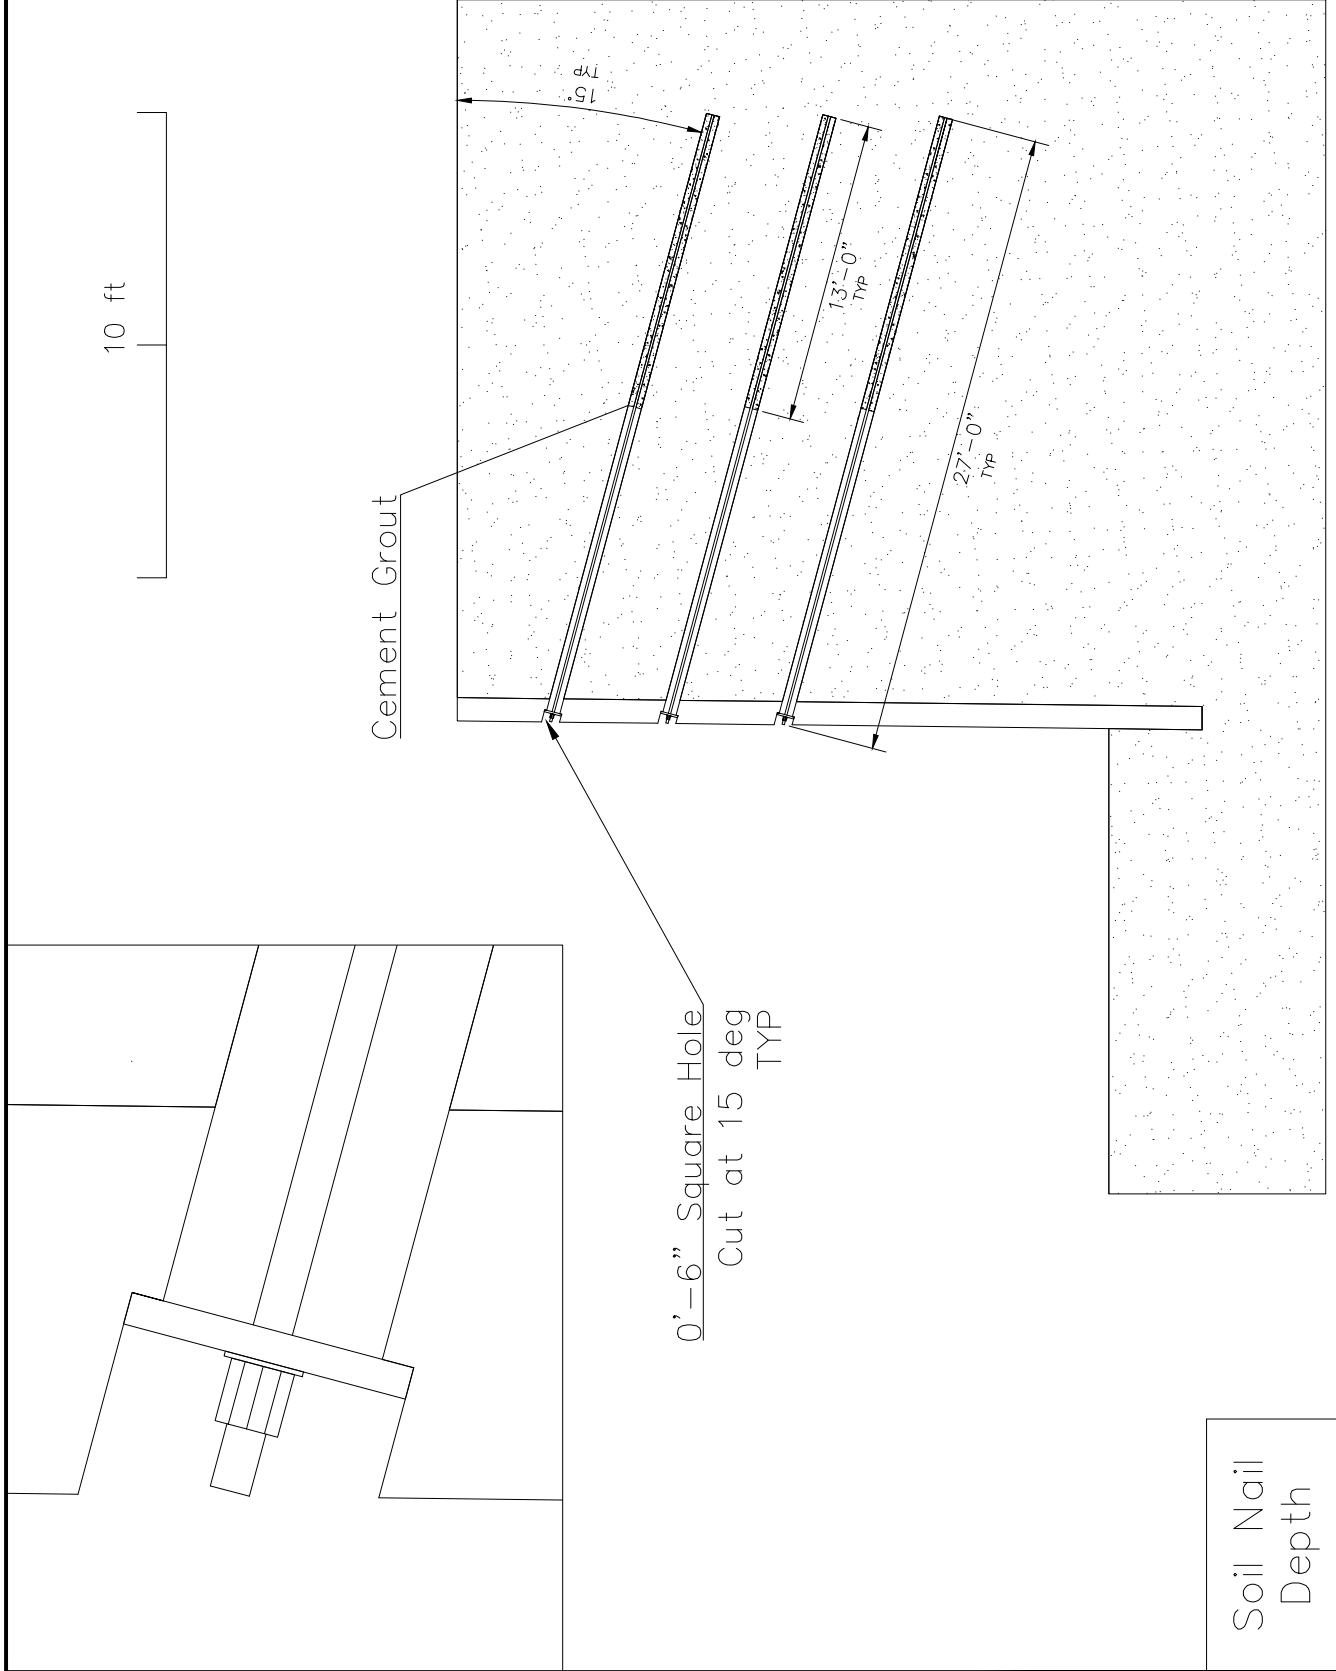 10 ft
15°
TYP
Cement Grout
13'-0"
TYP
27'-0"
TYP
0'-6" Square Hole
Cut at 15 deg
TYP
Soil Nail
Depth